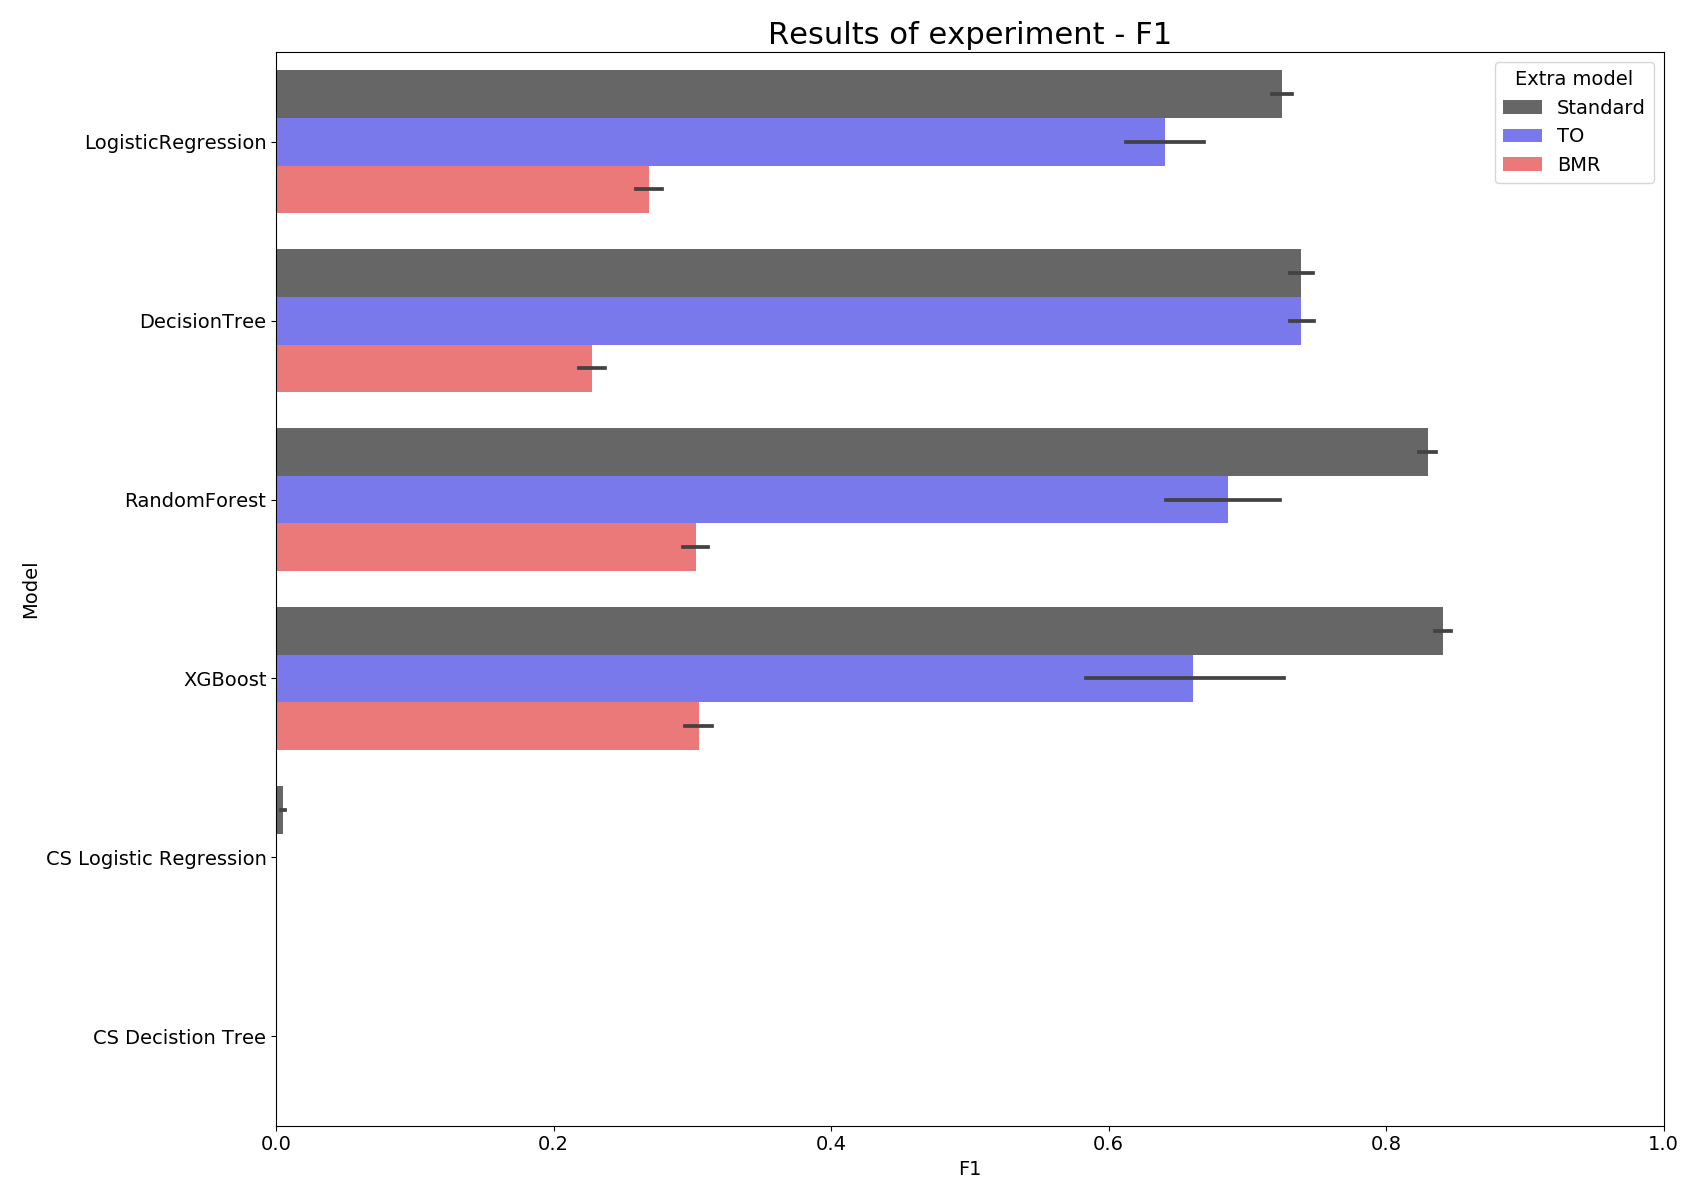 Results of experiment - F1
Extra model
Standard
TO
BMR
LogisticRegression
DecisionTree
RandomForest
XGBoost
CS Logistic Regression
CS Decistion Tree
Model
0.0 0.2 0.4 0.6 0.8 1.0
F1